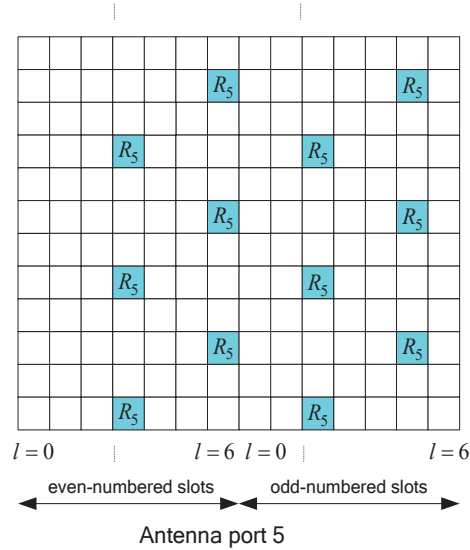 R₅ R₅
R₅ R₅
R₅ R₅
R₅ R₅
R₅ R₅
R₅ R₅
l = 0 l = 6 l = 0 l = 6
even-numbered slots odd-numbered slots
Antenna port 5